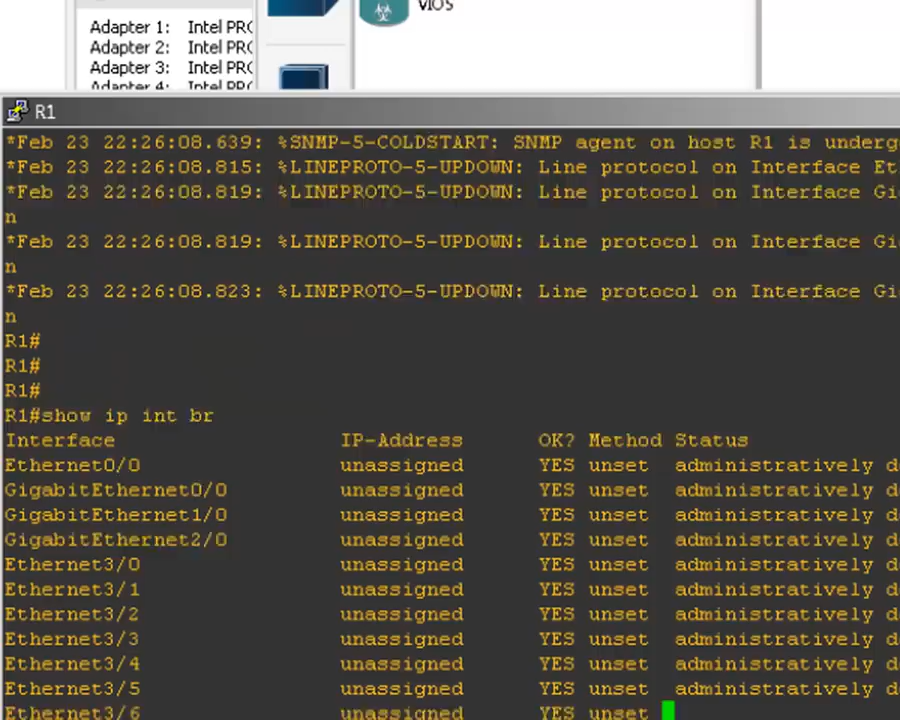 VIOS
Adapter 1: Intel PRO
Adapter 2: Intel PRO
Adapter 3: Intel PRO
Adapter 4: Intel PRO
R1
*Feb 23 22:26:08.639: %SNMP-5-COLDSTART: SNMP agent on host R1 is underg
*Feb 23 22:26:08.815: %LINEPROTO-5-UPDOWN: Line protocol on Interface Et
*Feb 23 22:26:08.819: %LINEPROTO-5-UPDOWN: Line protocol on Interface Gi
n
*Feb 23 22:26:08.819: %LINEPROTO-5-UPDOWN: Line protocol on Interface Gi
n
*Feb 23 22:26:08.823: %LINEPROTO-5-UPDOWN: Line protocol on Interface Gi
n
R1#
R1#
R1#
R1#show ip int br
Interface IP-Address OK? Method Status
Ethernet0/0 unassigned YES unset administratively d
GigabitEthernet0/0 unassigned YES unset administratively d
GigabitEthernet1/0 unassigned YES unset administratively d
GigabitEthernet2/0 unassigned YES unset administratively d
Ethernet3/0 unassigned YES unset administratively d
Ethernet3/1 unassigned YES unset administratively d
Ethernet3/2 unassigned YES unset administratively d
Ethernet3/3 unassigned YES unset administratively d
Ethernet3/4 unassigned YES unset administratively d
Ethernet3/5 unassigned YES unset administratively d
Ethernet3/6 unassigned YES unset